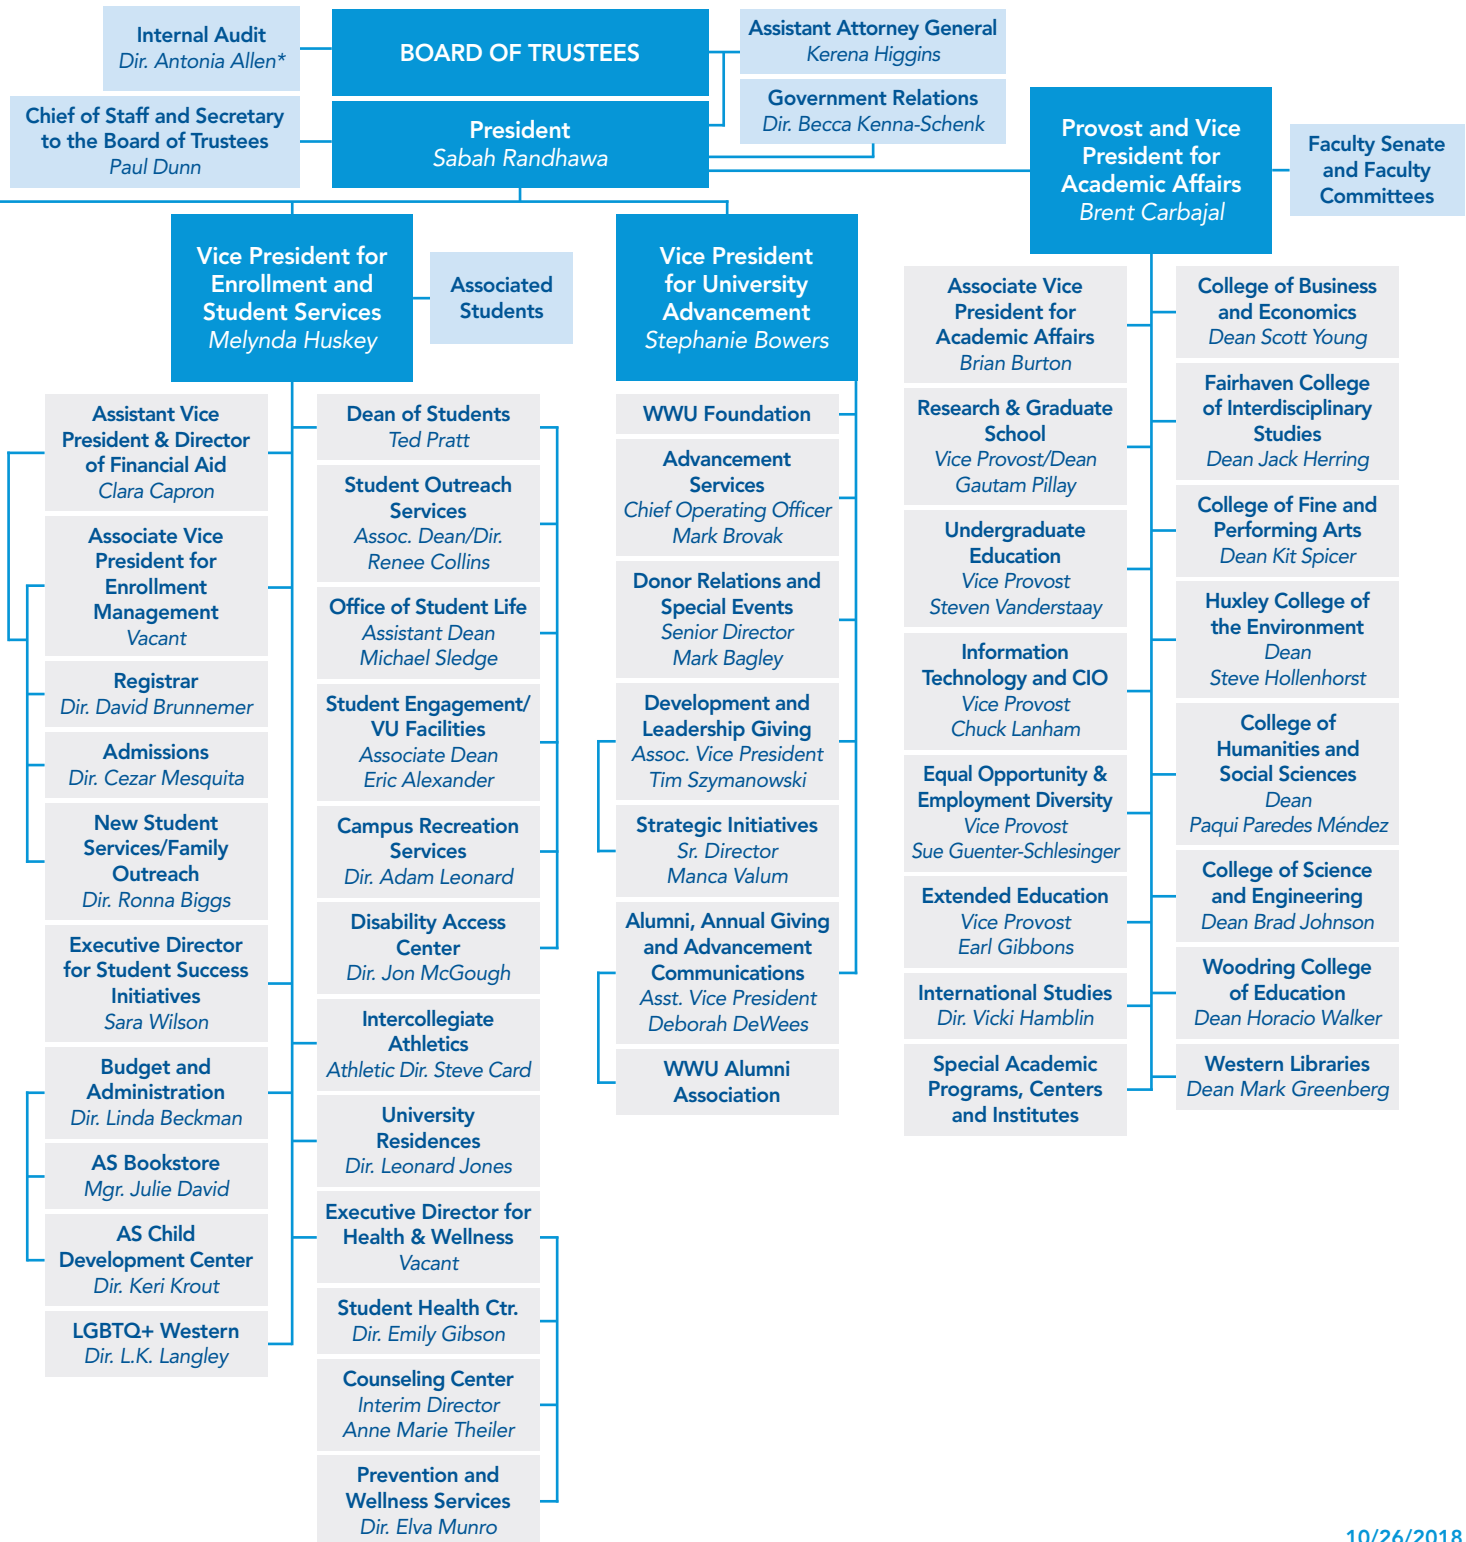 Internal Audit
Dir. Antonia Allen*
BOARD OF TRUSTEES
Assistant Attorney General
Kerena Higgins
Government Relations
Dir. Becca Kenna-Schenk
Chief of Staff and Secretary
to the Board of Trustees
Paul Dunn
President
Sabah Randhawa
Provost and Vice
President for
Academic Affairs
Brent Carbajal
Faculty Senate
and Faculty
Committees
Vice President for
Enrollment and
Student Services
Melynda Huskey
Associated
Students
Vice President
for University
Advancement
Stephanie Bowers
Assistant Vice
President & Director
of Financial Aid
Clara Capron
Associate Vice
President for
Enrollment
Management
Vacant
Registrar
Dir. David Brunnemer
Admissions
Dir. Cezar Mesquita
New Student
Services/Family
Outreach
Dir. Ronna Biggs
Executive Director
for Student Success
Initiatives
Sara Wilson
Budget and
Administration
Dir. Linda Beckman
AS Bookstore
Mgr. Julie David
AS Child
Development Center
Dir. Keri Krout
LGBTQ+ Western
Dir. L.K. Langley
Dean of Students
Ted Pratt
Student Outreach
Services
Assoc. Dean/Dir.
Renee Collins
Office of Student Life
Assistant Dean
Michael Sledge
Student Engagement/
VU Facilities
Associate Dean
Eric Alexander
Campus Recreation
Services
Dir. Adam Leonard
Disability Access
Center
Dir. Jon McGough
Intercollegiate
Athletics
Athletic Dir. Steve Card
University
Residences
Dir. Leonard Jones
Executive Director for
Health & Wellness
Vacant
Student Health Ctr.
Dir. Emily Gibson
Counseling Center
Interim Director
Anne Marie Theiler
Prevention and
Wellness Services
Dir. Elva Munro
WWU Foundation
Advancement
Services
Chief Operating Officer
Mark Brovak
Donor Relations and
Special Events
Senior Director
Mark Bagley
Development and
Leadership Giving
Assoc. Vice President
Tim Szymanowski
Strategic Initiatives
Sr. Director
Manca Valum
Alumni, Annual Giving
and Advancement
Communications
Asst. Vice President
Deborah DeWees
WWU Alumni
Association
Associate Vice
President for
Academic Affairs
Brian Burton
Research & Graduate
School
Vice Provost/Dean
Gautam Pillay
Undergraduate
Education
Vice Provost
Steven Vanderstaay
Information
Technology and CIO
Vice Provost
Chuck Lanham
Equal Opportunity &
Employment Diversity
Vice Provost
Sue Guenter-Schlesinger
Extended Education
Vice Provost
Earl Gibbons
International Studies
Dir. Vicki Hamblin
Special Academic
Programs, Centers
and Institutes
College of Business
and Economics
Dean Scott Young
Fairhaven College
of Interdisciplinary
Studies
Dean Jack Herring
College of Fine and
Performing Arts
Dean Kit Spicer
Huxley College of
the Environment
Dean
Steve Hollenhorst
College of
Humanities and
Social Sciences
Dean
Paqui Paredes Méndez
College of Science
and Engineering
Dean Brad Johnson
Woodring College
of Education
Dean Horacio Walker
Western Libraries
Dean Mark Greenberg
10/26/2018